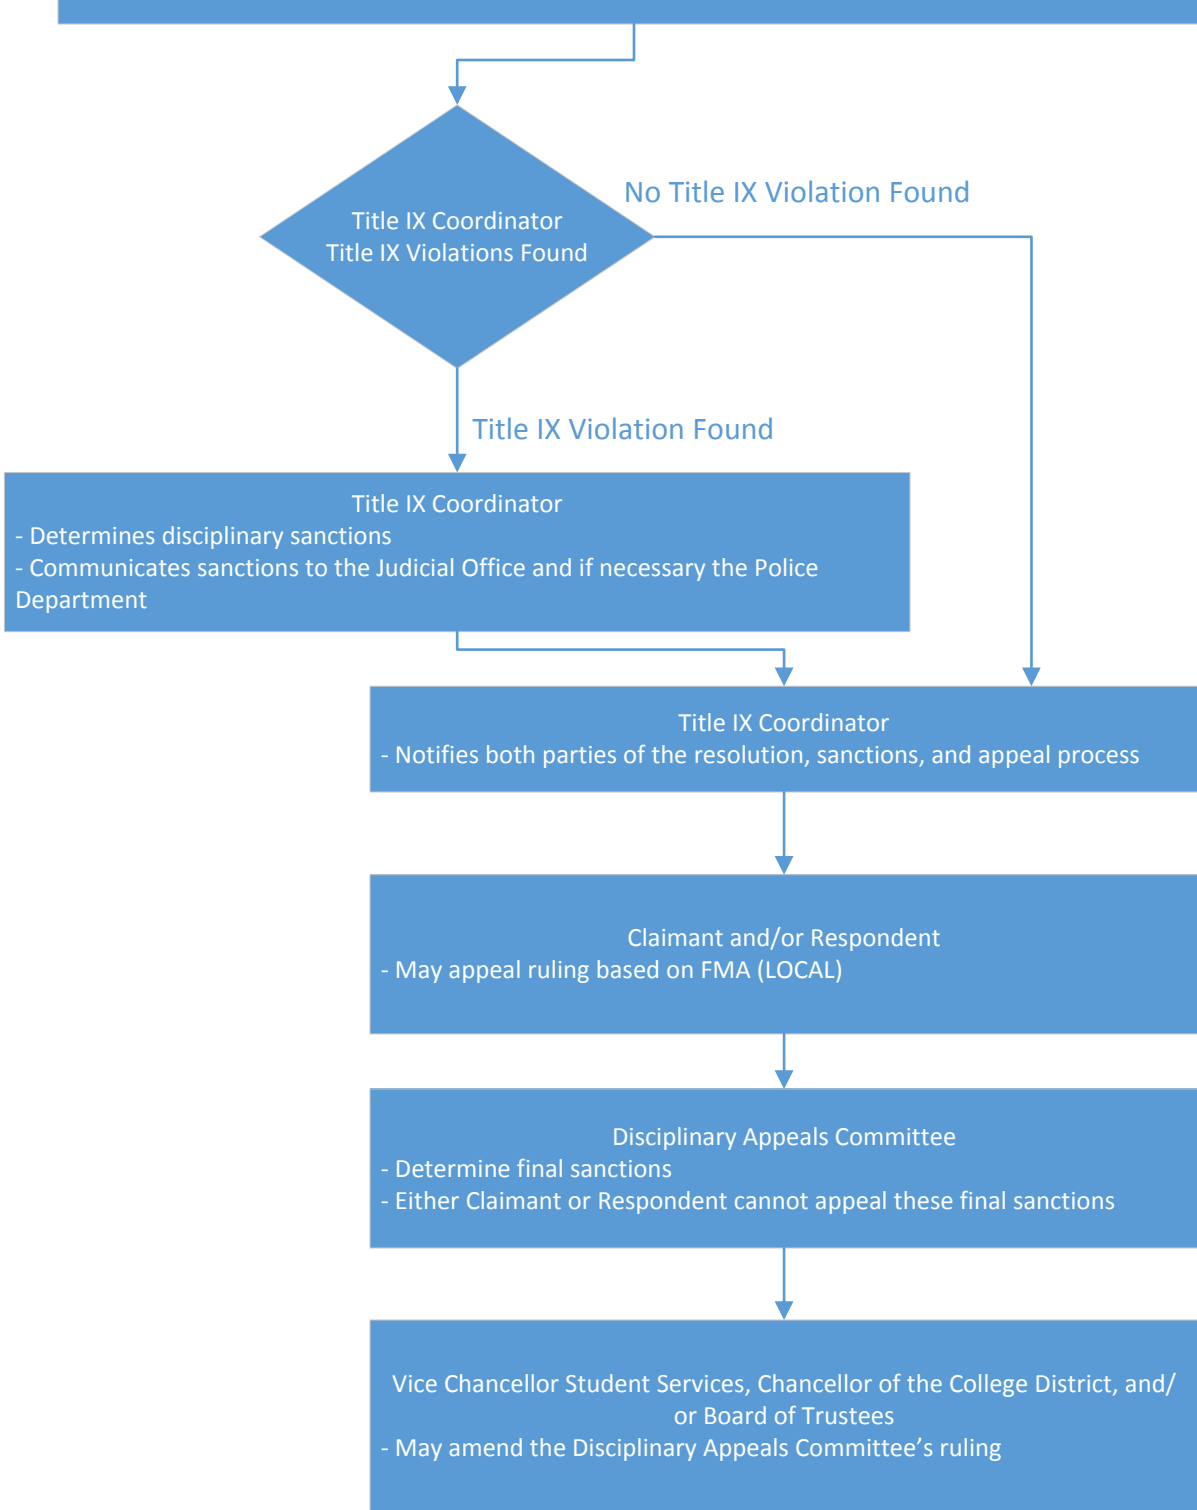 No Title IX Violation Found
Title IX Coordinator
Title IX Violations Found
Title IX Violation Found
Title IX Coordinator
- Determines disciplinary sanctions
- Communicates sanctions to the Judicial Office and if necessary the Police
Department
Title IX Coordinator
- Notifies both parties of the resolution, sanctions, and appeal process
Claimant and/or Respondent
- May appeal ruling based on FMA (LOCAL)
Disciplinary Appeals Committee
- Determine final sanctions
- Either Claimant or Respondent cannot appeal these final sanctions
Vice Chancellor Student Services, Chancellor of the College District, and/
or Board of Trustees
- May amend the Disciplinary Appeals Committee’s ruling